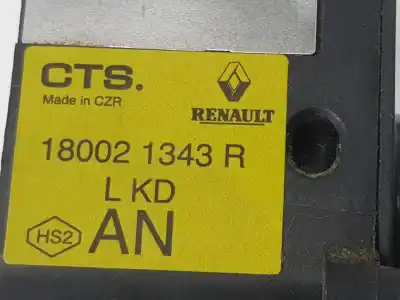 CTS.
Made in CZR
RENAULT
18002 1343 R
L KD
HS2
AN